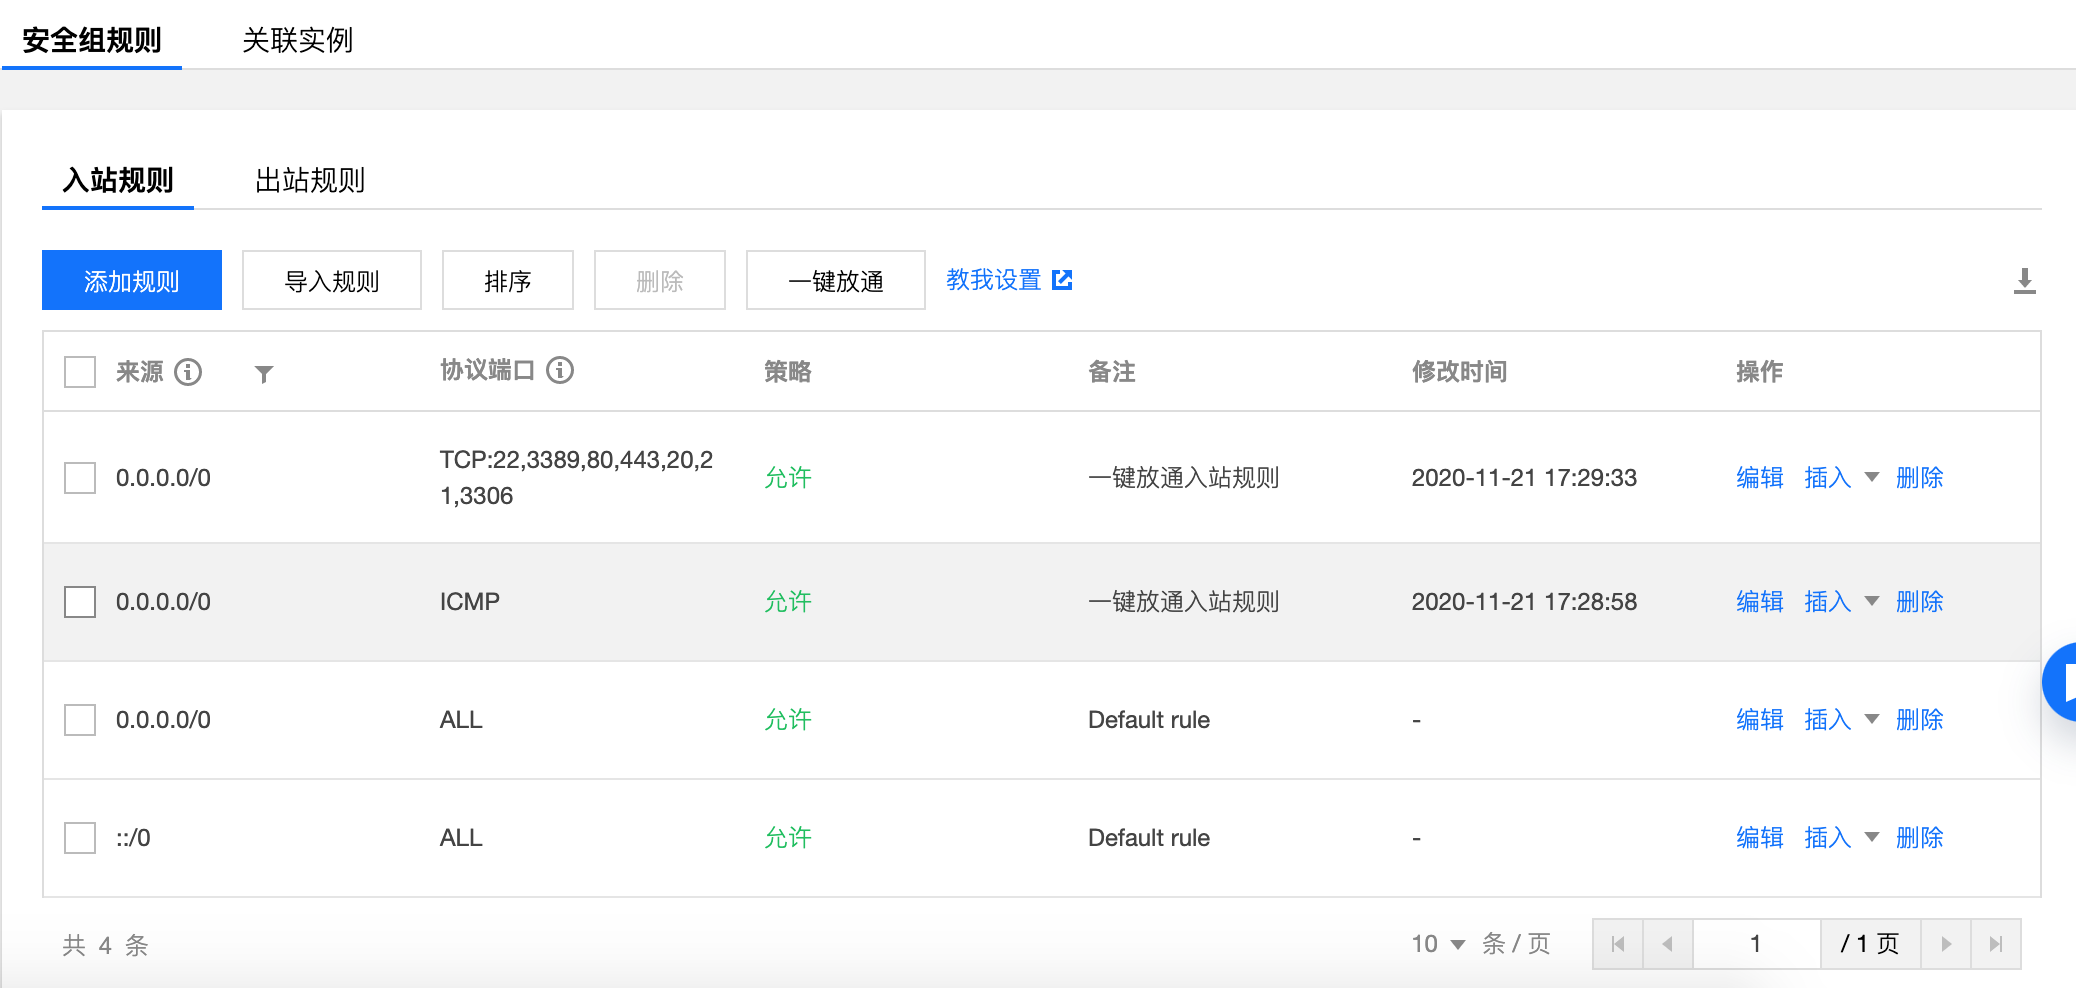 安全组规则 关联实例
入站规则 出站规则
添加规则 导入规则 排序 删除 一键放通 教我设置
来源 协议端口 策略 备注 修改时间 操作
0.0.0.0/0 TCP:22,3389,80,443,20,2
1,3306 允许 一键放通入站规则 2020-11-21 17:29:33 编辑 插入 删除
0.0.0.0/0 ICMP 允许 一键放通入站规则 2020-11-21 17:28:58 编辑 插入 删除
0.0.0.0/0 ALL 允许 Default rule - 编辑 插入 删除
::/0 ALL 允许 Default rule - 编辑 插入 删除
共 4 条 10 条 / 页 1 / 1 页